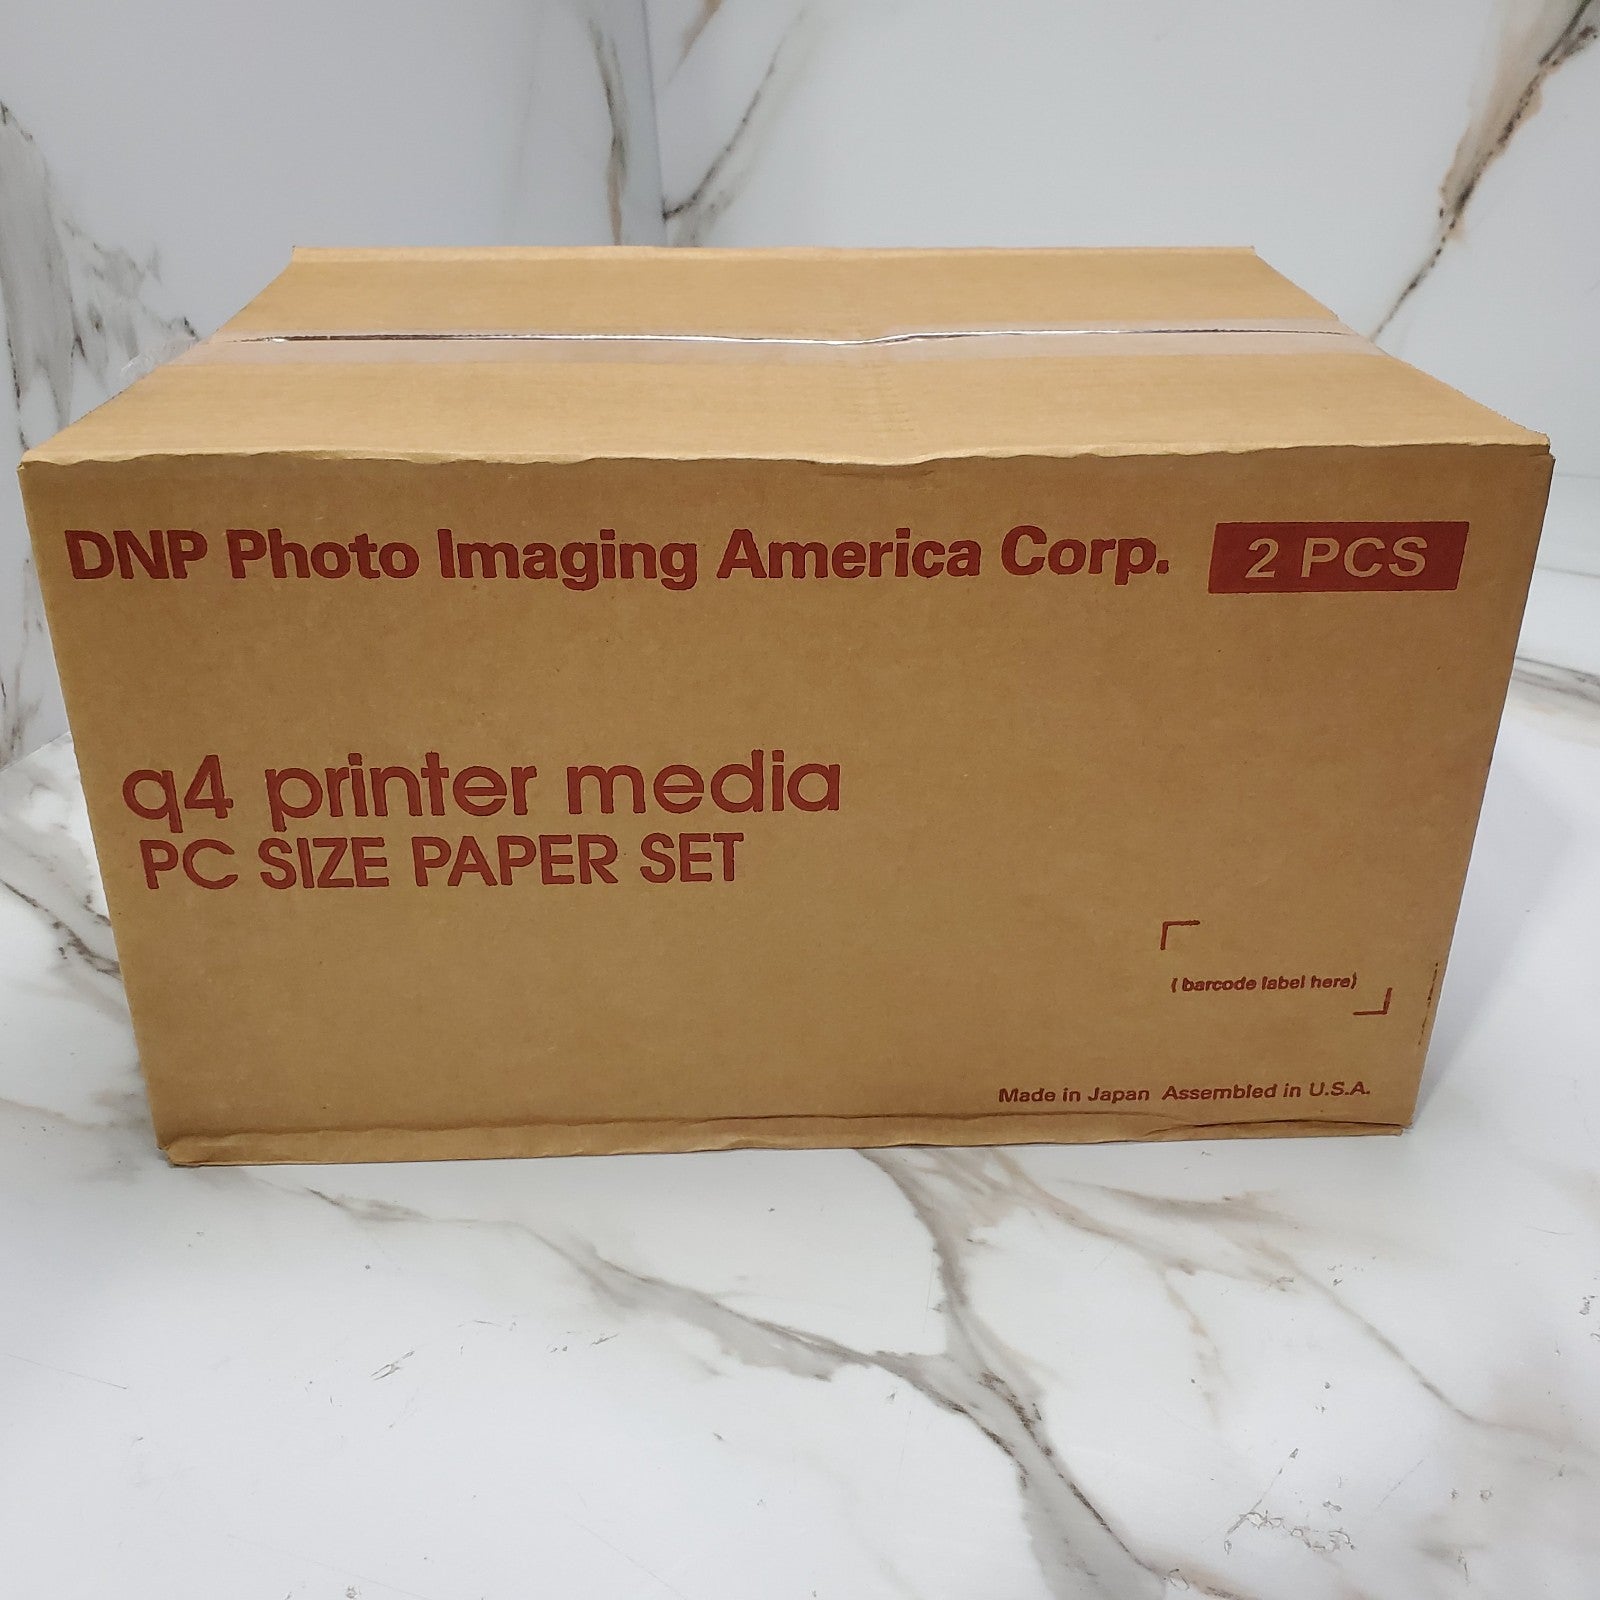 DNP Photo Imaging America Corp. 2 PCS
q4 printer media
PC SIZE PAPER SET
( barcode label here)
Made in Japan Assembled in U.S.A.